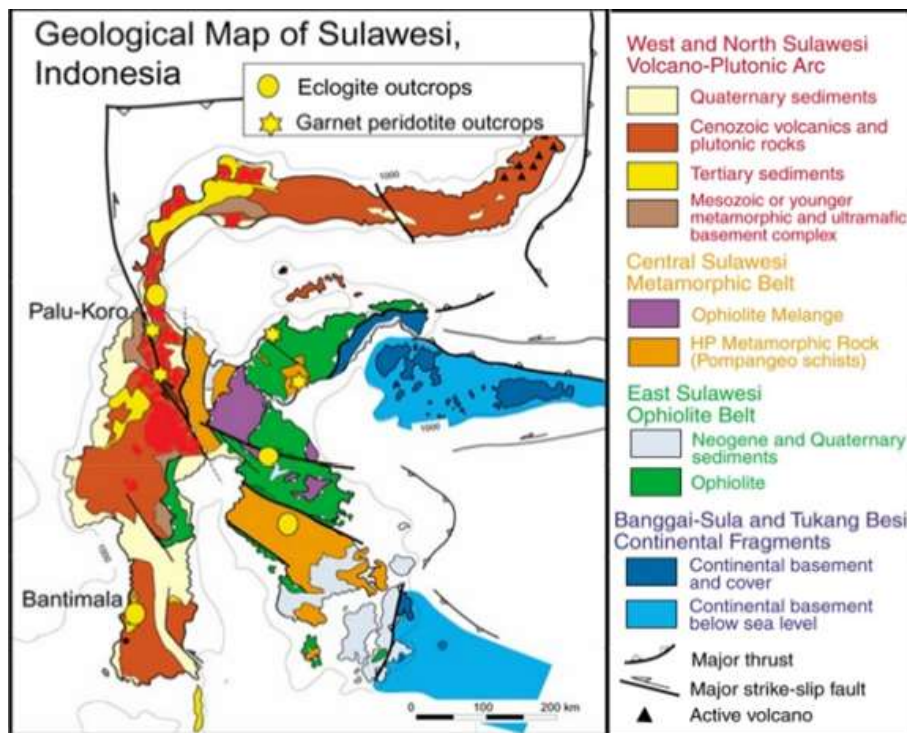 Geological Map of Sulawesi,
Indonesia
Eclogite outcrops
Garnet peridotite outcrops
1000
Palu-Koro
1000
1000
Bantimala
0 100 200 km
West and North Sulawesi
Volcano-Plutonic Arc
Quaternary sediments
Cenozoic volcanics and
plutonic rocks
Tertiary sediments
Mesozoic or younger
metamorphic and ultramafic
basement complex
Central Sulawesi
Metamorphic Belt
Ophiolite Melange
HP Metamorphic Rock
(Pompangeo schists)
East Sulawesi
Ophiolite Belt
Neogene and Quaternary
sediments
Ophiolite
Banggai-Sula and Tukang Besi
Continental Fragments
Continental basement
and cover
Continental basement
below sea level
Major thrust
Major strike-slip fault
Active volcano